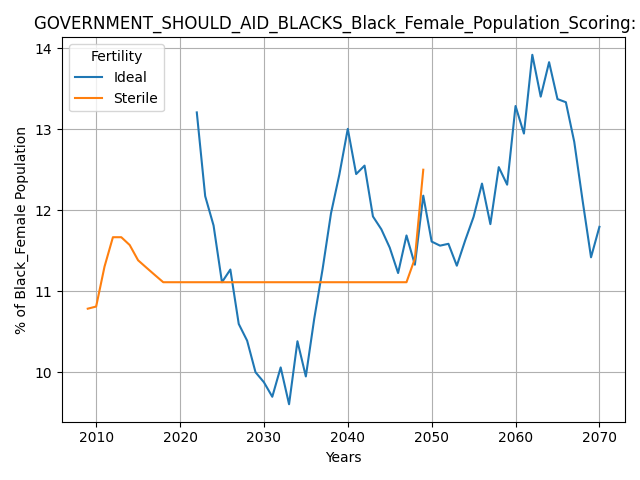 GOVERNMENT_SHOULD_AID_BLACKS_Black_Female_Population_Scoring:
Fertility
Ideal
Sterile
% of Black_Female Population
14
13
12
11
10
2010 2020 2030 2040 2050 2060 2070
Years